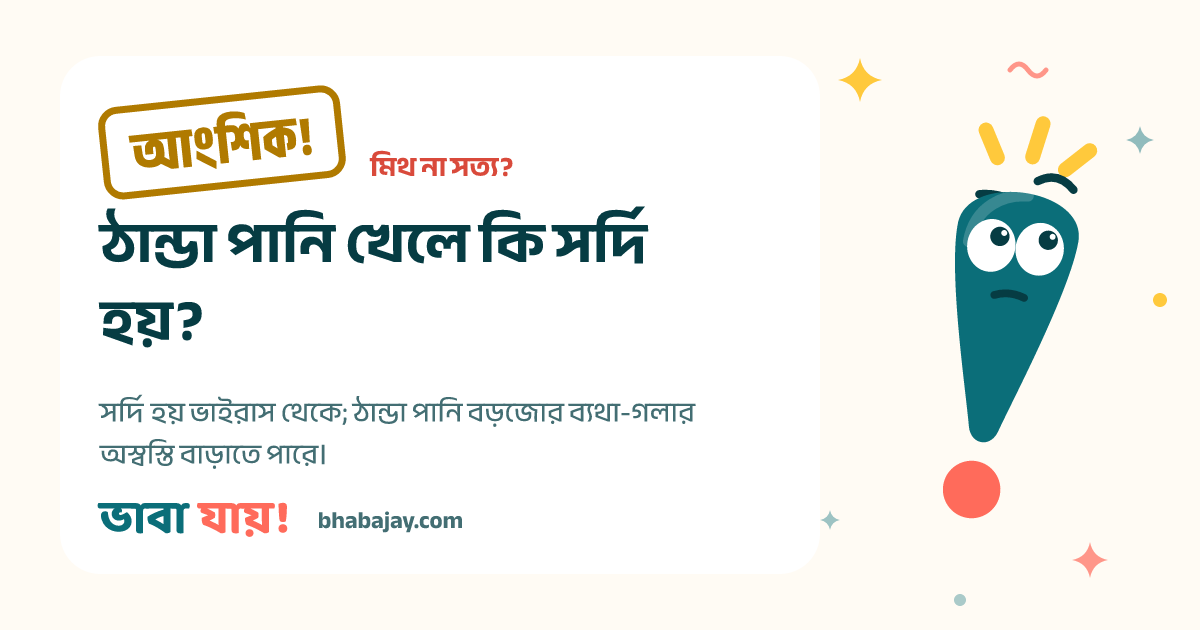 আংশিক!
মিথ না সত্য?
ঠান্ডা পানি খেলে কি সর্দি
হয়?
সর্দি হয় ভাইরাস থেকে; ঠান্ডা পানি বড়জোর ব্যথা-গলার
অস্বস্তি বাড়াতে পারে।
ভাবা যায়! bhabajay.com